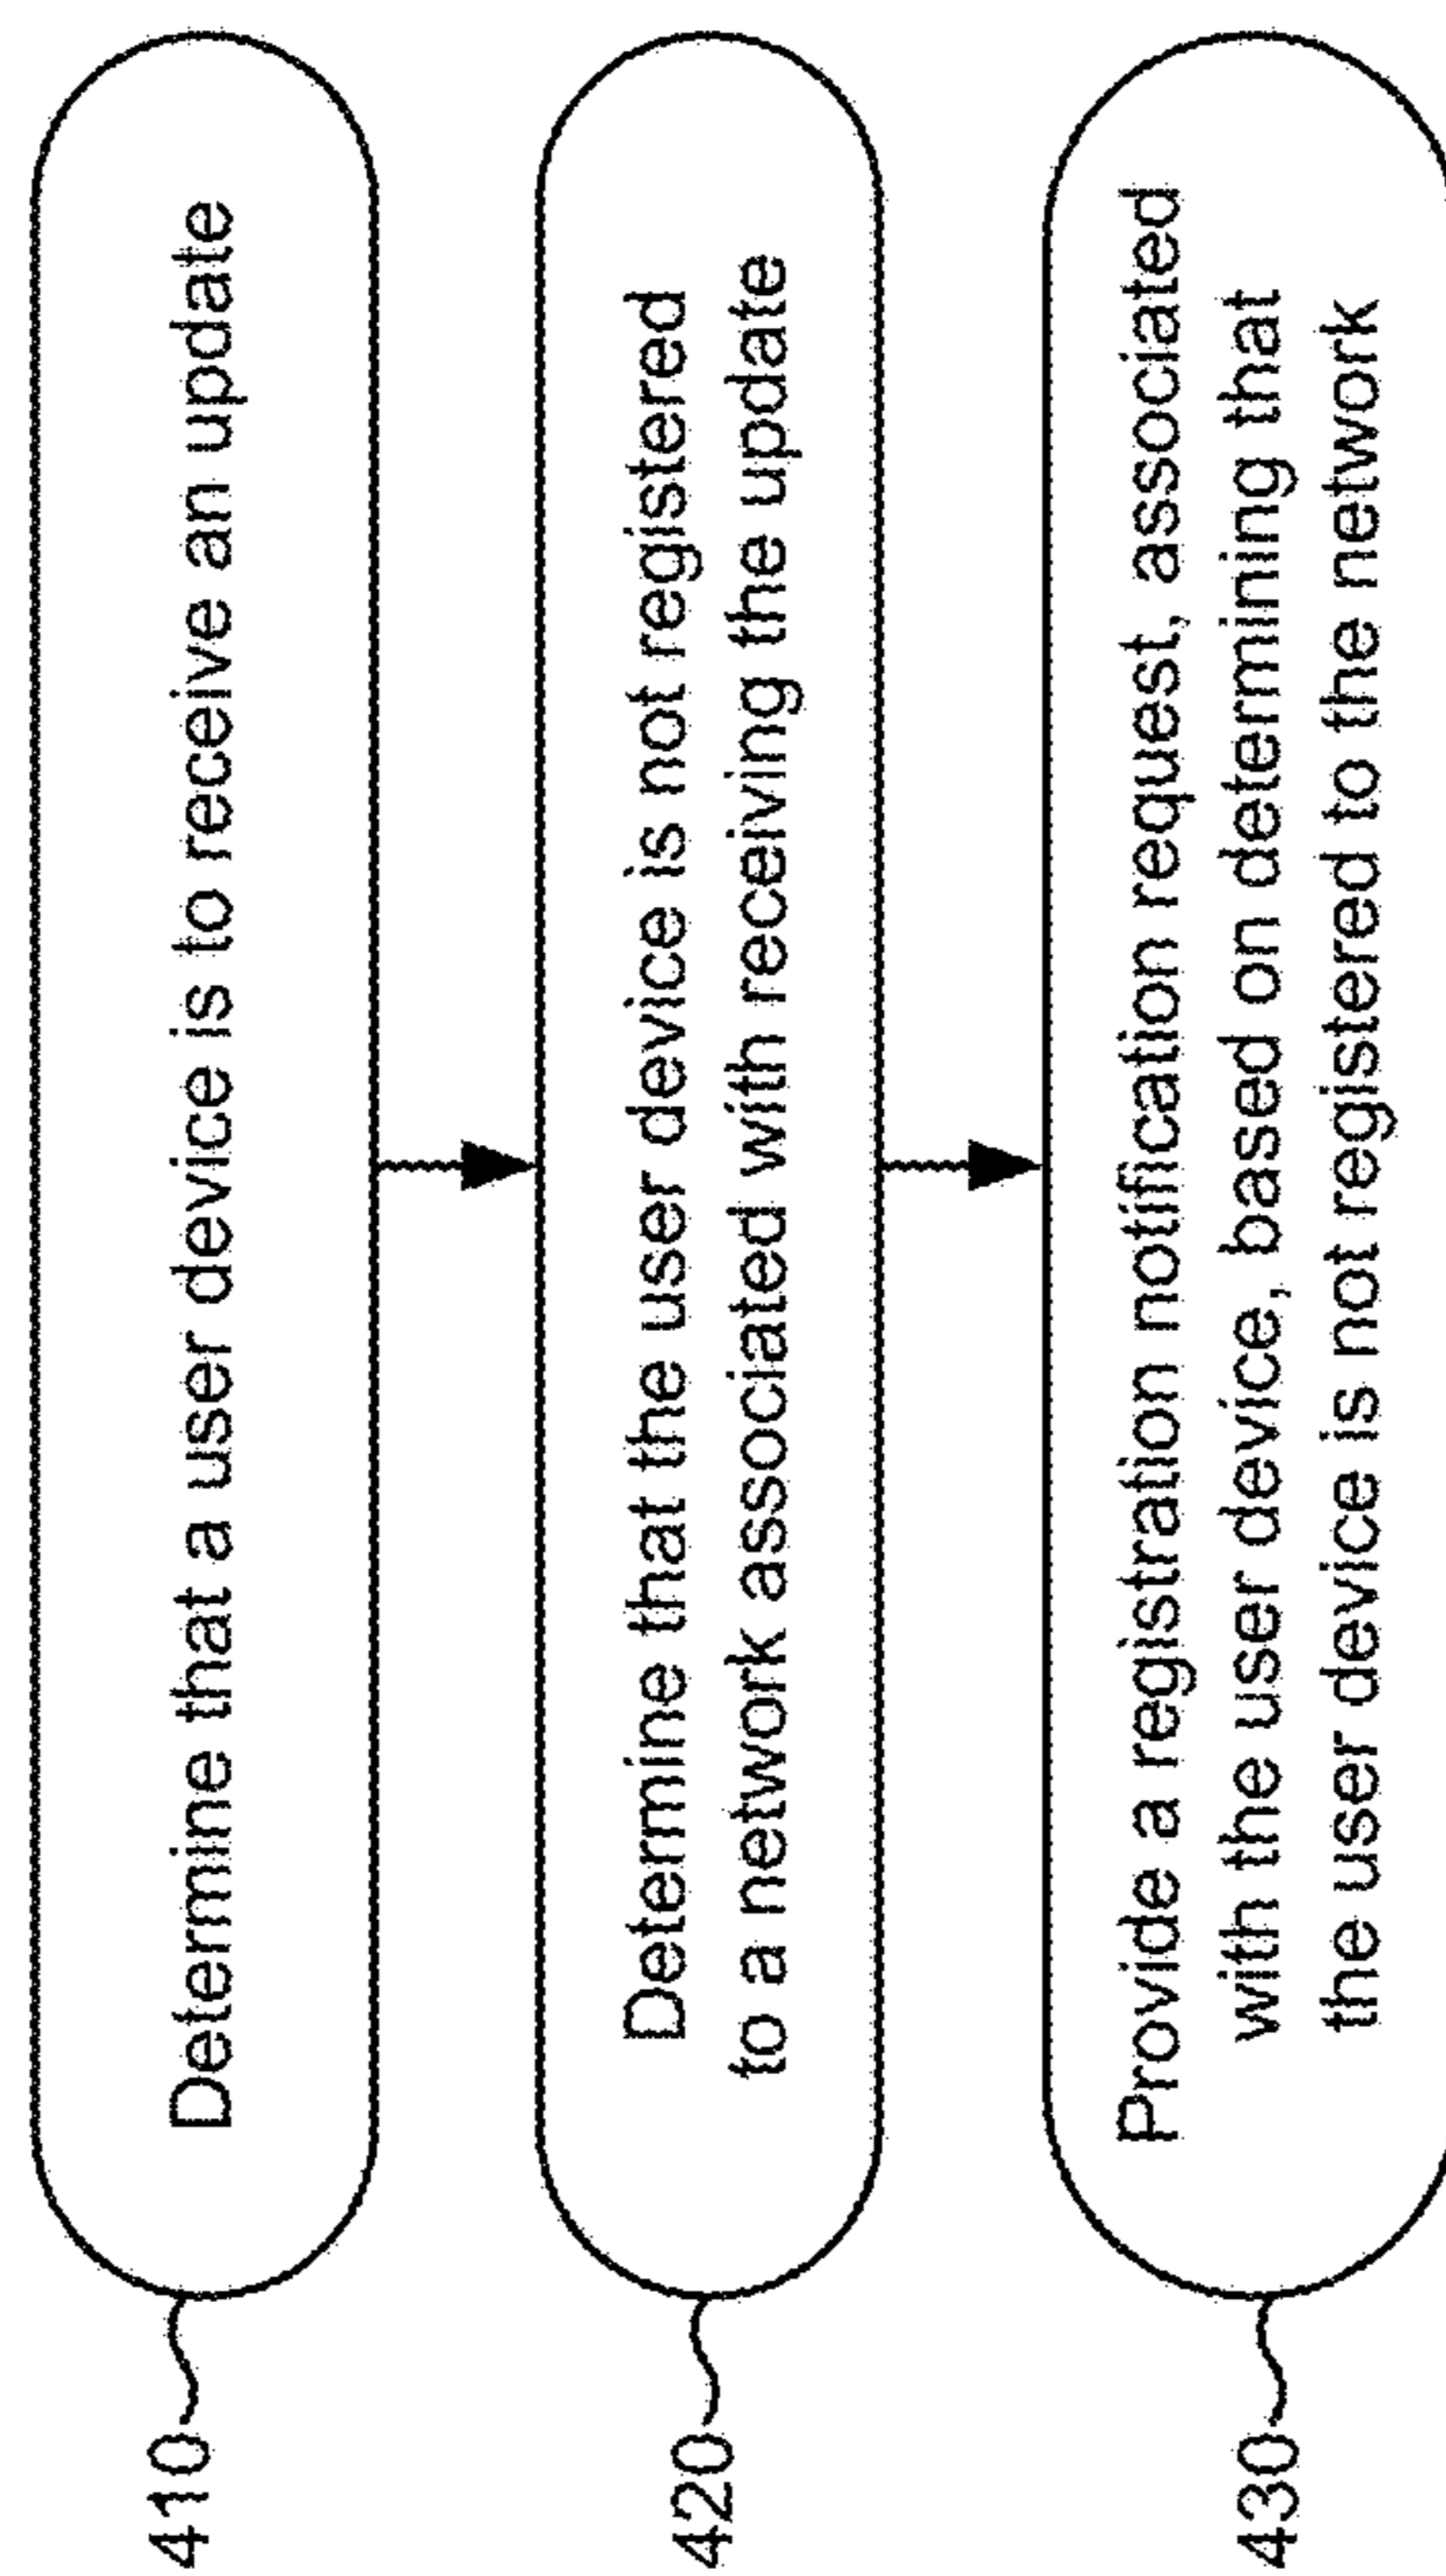 410
Determine that a user device is to receive an update
420
Determine that the user device is not registered
to a network associated with receiving the update
430
Provide a registration notification request, associated
with the user device, based on determining that
the user device is not registered to the network